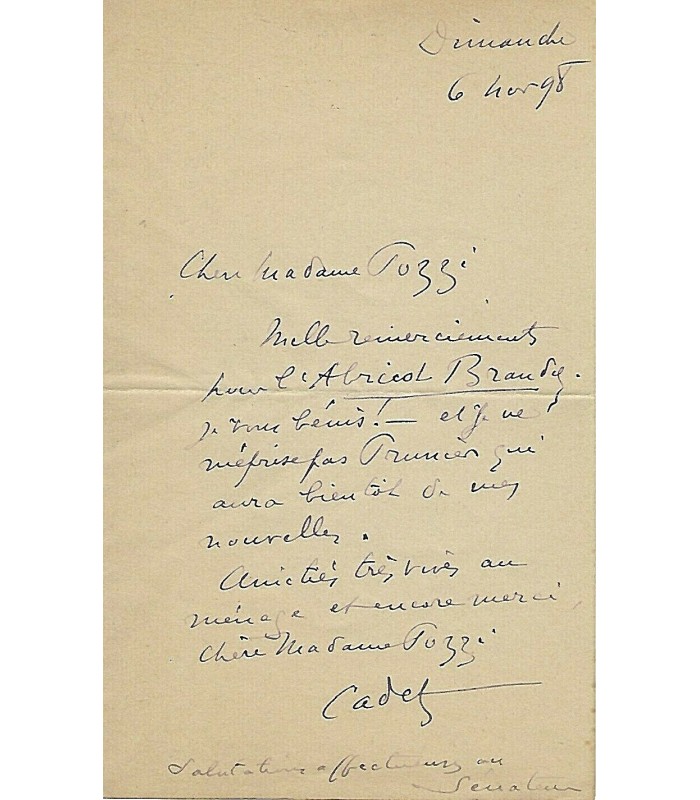 Dimanche
6 Nov 98
Chère Madame Pozzi
Mille remerciements
pour l'Abricot Brandy.
je vous bénis! — et je ne
méprise pas Prunier qui
aura bientôt de mes
nouvelles.
Amitiés très vives au
ménage et encore merci,
Chère Madame Pozzi
Cadet
Salutations affectueuses au
Senateur